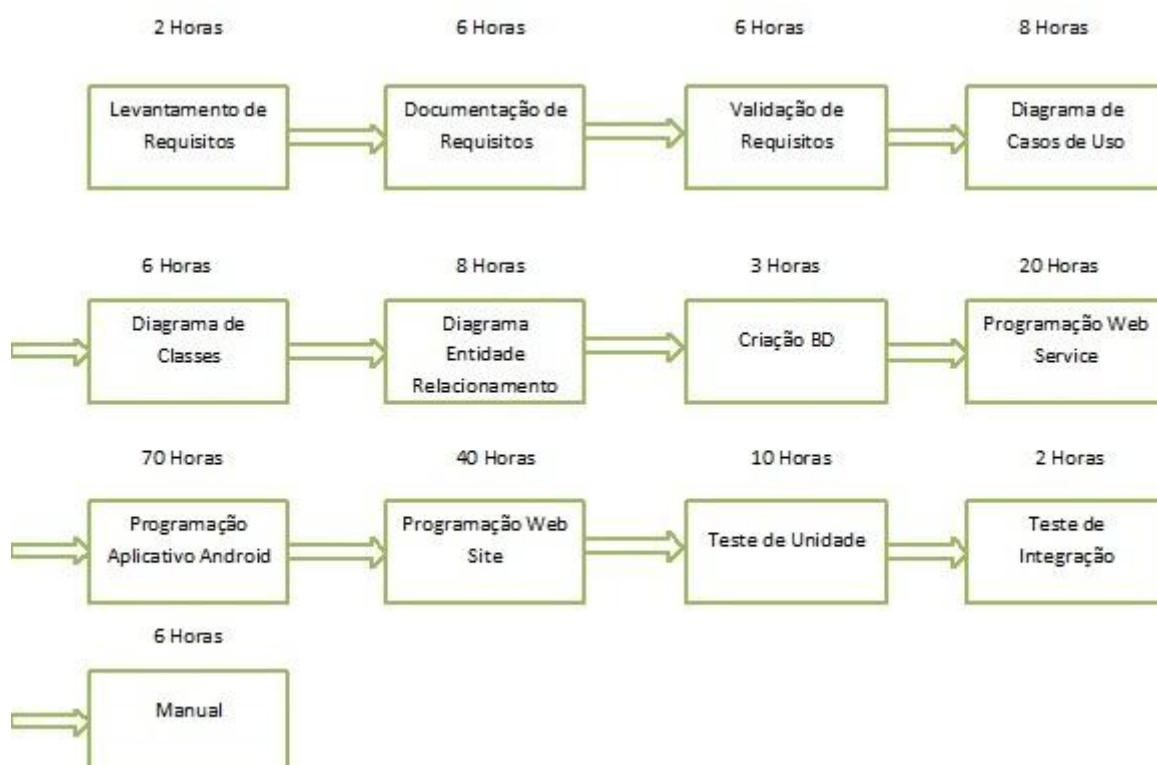 2 Horas
6 Horas
6 Horas
8 Horas
Levantamento de
Requisitos
Documentação de
Requisitos
Validação de
Requisitos
Diagrama de
Casos de Uso
6 Horas
8 Horas
3 Horas
20 Horas
Diagrama de
Classes
Diagrama
Entidade
Relacionamento
Criação BD
Programação Web
Service
70 Horas
40 Horas
10 Horas
2 Horas
Programação
Aplicativo Android
Programação Web
Site
Teste de Unidade
Teste de
Integração
6 Horas
Manual